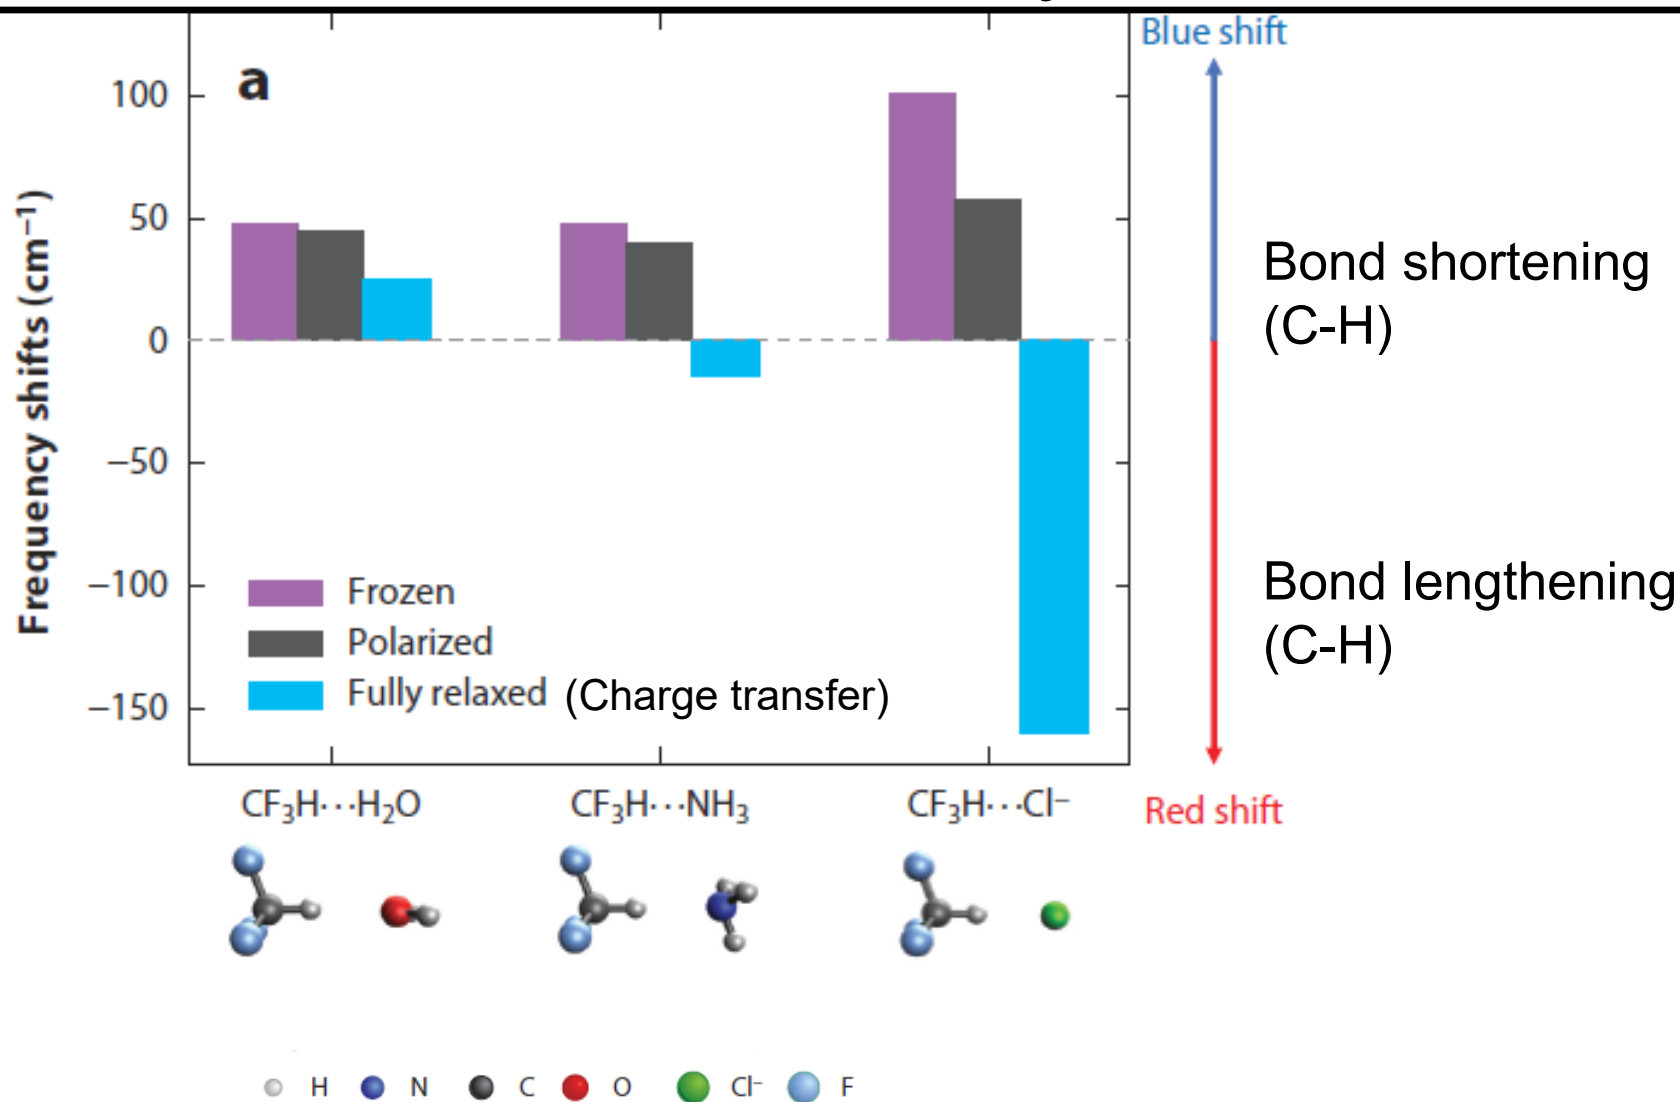 Blue shift
a
100
50
0
−50
−100
−150
Frequency shifts (cm⁻¹)
Bond shortening
(C-H)
Bond lengthening
(C-H)
Frozen
Polarized
Fully relaxed (Charge transfer)
CF₃H···H₂O CF₃H···NH₃ CF₃H···Cl⁻
Red shift
H N C O Cl⁻ F